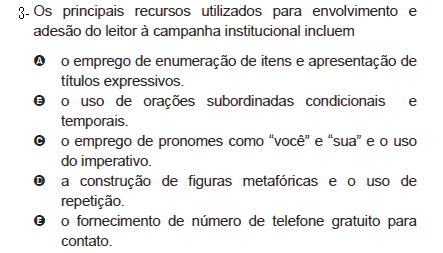 3- Os principais recursos utilizados para envolvimento e
adesão do leitor à campanha institucional incluem
A o emprego de enumeração de itens e apresentação de
títulos expressivos.
B o uso de orações subordinadas condicionais e
temporais.
C o emprego de pronomes como “você” e “sua” e o uso
do imperativo.
D a construção de figuras metafóricas e o uso de
repetição.
E o fornecimento de número de telefone gratuito para
contato.